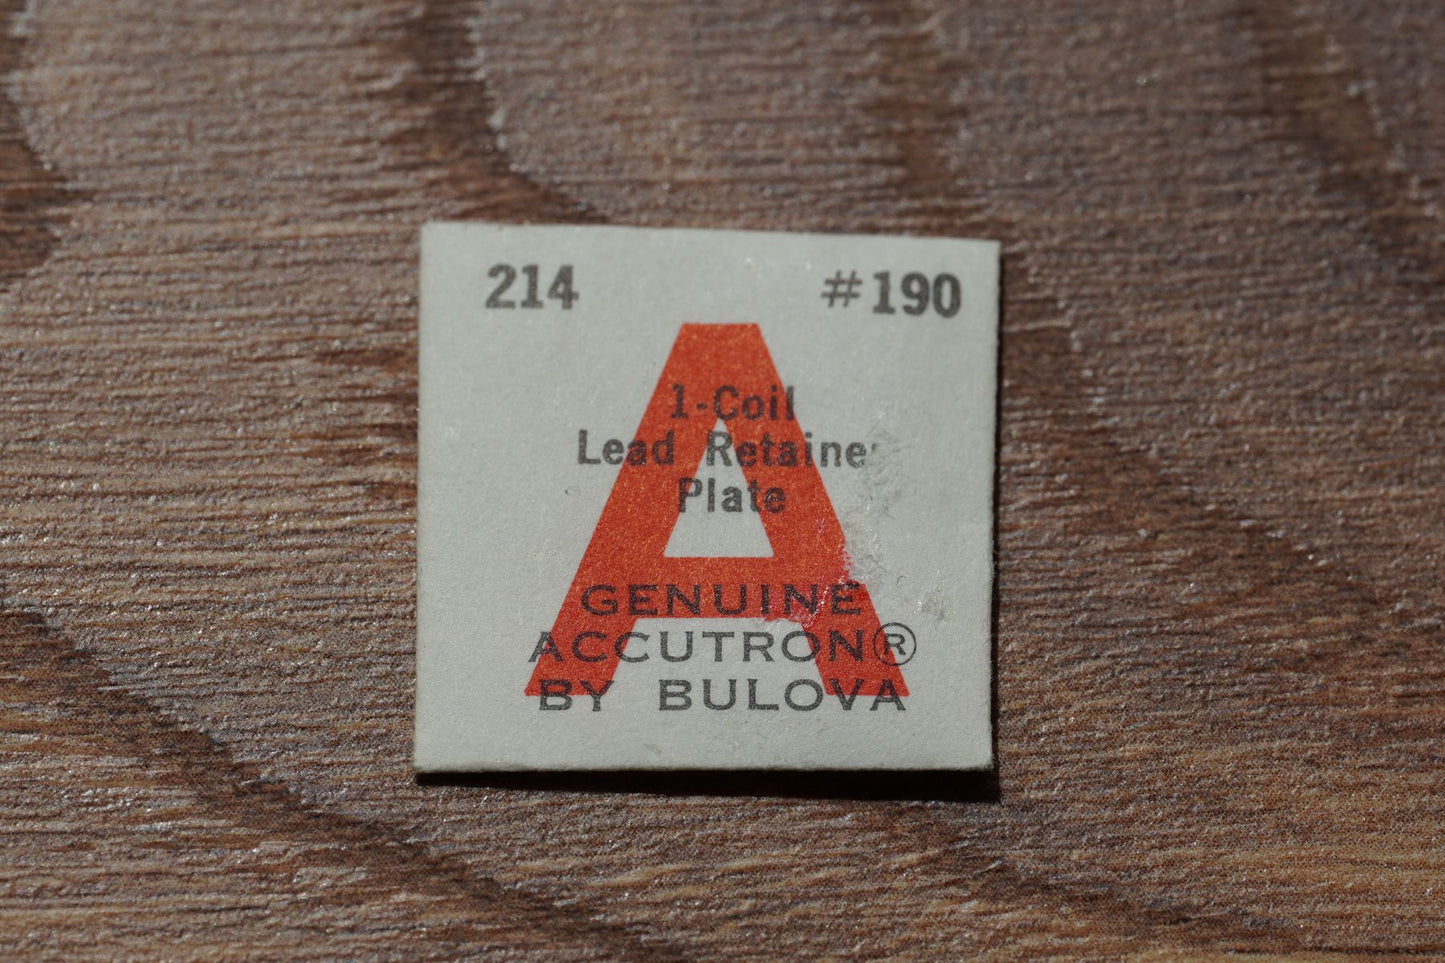 214 #190
1-Coil
Lead Retainer
Plate
GENUINE
ACCUTRON®
BY BULOVA